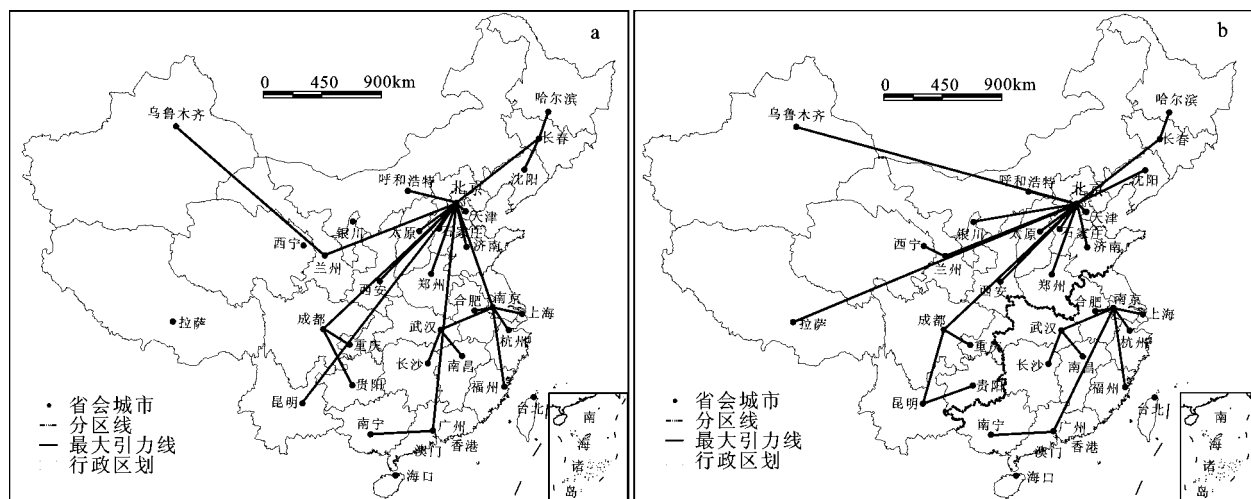 a
0 450 900km
哈尔滨
乌鲁木齐
长春
沈阳
呼和浩特
北京
天津
银川
太原
石家庄
西宁
济南
兰州
郑州
西安
合肥
南京
上海
成都
武汉
杭州
拉萨
重庆
长沙
南昌
贵阳
福州
昆明
台北
南宁
广州
香港
澳门
海口
省会城市
分区线
最大引力线
行政区划
南
海
诸
岛
b
0 450 900km
哈尔滨
乌鲁木齐
长春
沈阳
呼和浩特
北京
天津
银川
太原
石家庄
西宁
济南
兰州
郑州
西安
合肥
南京
上海
成都
武汉
杭州
拉萨
重庆
长沙
南昌
贵阳
福州
昆明
台北
南宁
广州
香港
澳门
海口
省会城市
分区线
最大引力线
行政区划
南
海
诸
岛